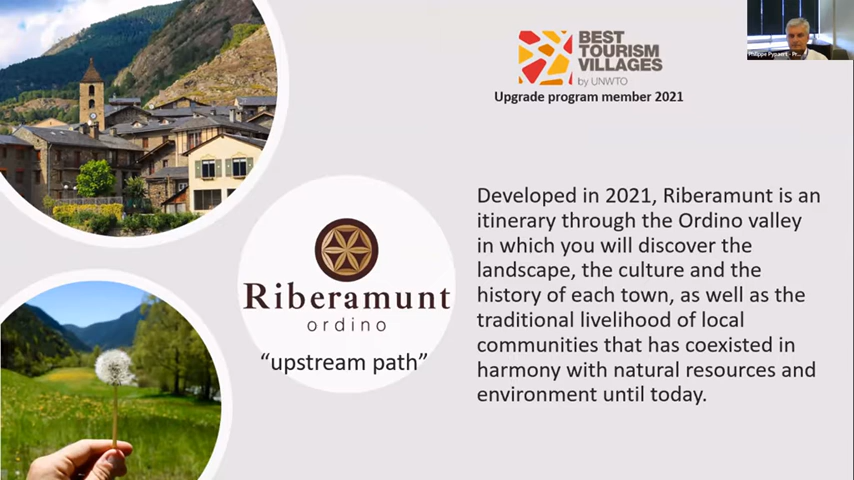 BEST
TOURISM
VILLAGES
by UNWTO
Upgrade program member 2021
Developed in 2021, Riberamunt is an
itinerary through the Ordino valley
in which you will discover the
landscape, the culture and the
history of each town, as well as the
traditional livelihood of local
communities that has coexisted in
harmony with natural resources and
environment until today.
Riberamunt
ordino
“upstream path”